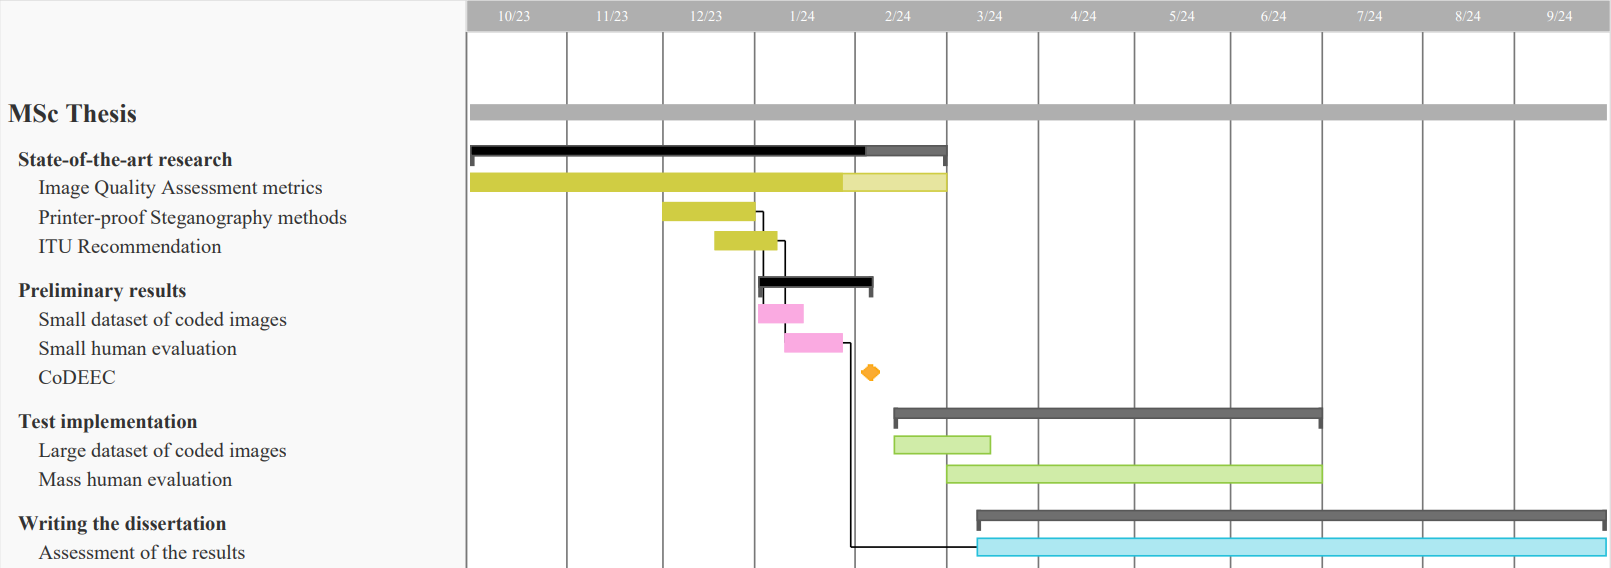 10/23 11/23 12/23 1/24 2/24 3/24 4/24 5/24 6/24 7/24 8/24 9/24
MSc Thesis
State-of-the-art research
Image Quality Assessment metrics
Printer-proof Steganography methods
ITU Recommendation
Preliminary results
Small dataset of coded images
Small human evaluation
CoDEEC
Test implementation
Large dataset of coded images
Mass human evaluation
Writing the dissertation
Assessment of the results